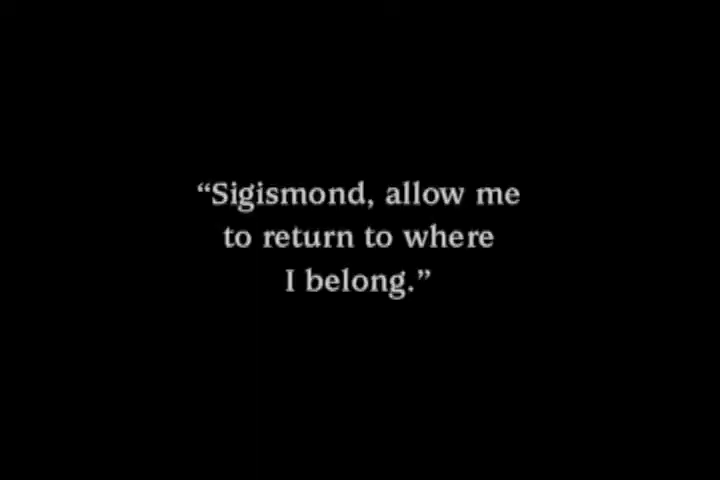 “Sigismond, allow me
to return to where
I belong.”